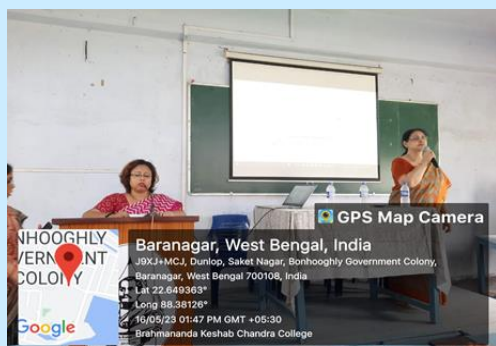 GPS Map Camera
NHOOGHLY
VERNMENT
COLONY
Google
Baranagar, West Bengal, India
J9XJ+MCJ, Dunlop, Saket Nagar, Bonhooghly Government Colony,
Baranagar, West Bengal 700108, India
Lat 22.649363°
Long 88.38126°
16/05/23 01:47 PM GMT +05:30
Brahmananda Keshab Chandra College